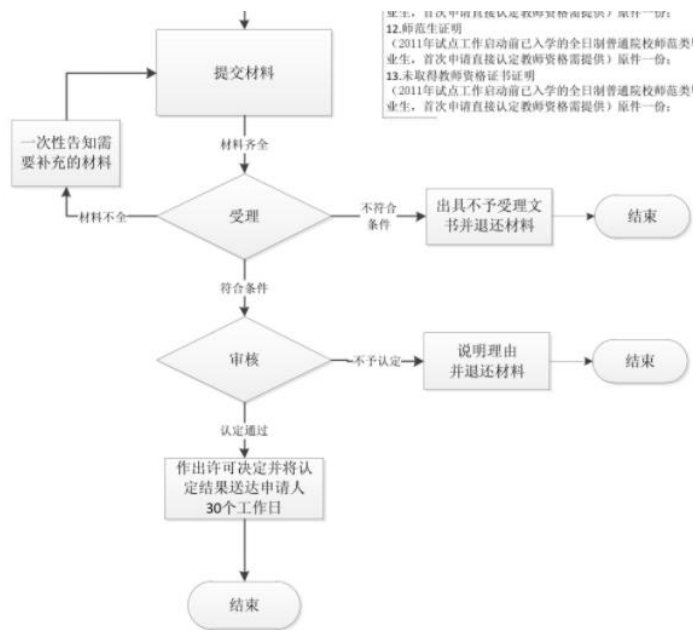 业生，首次申请直接认定教师资格需提供）原件一份；
12.师范生证明
（2011年试点工作启动前已入学的全日制普通院校师范类
业生，首次申请直接认定教师资格需提供）原件一份；
13.未取得教师资格证书证明
（2011年试点工作启动前已入学的全日制普通院校师范类
业生，首次申请直接认定教师资格需提供）原件一份；
提交材料
一次性告知需
要补充的材料
材料齐全
材料不全
受理
不符合
条件
出具不予受理文
书并退还材料
结束
符合条件
审核
不予认定
说明理由
并退还材料
结束
认定通过
作出许可决定并将认
定结果送达申请人
30个工作日
结束